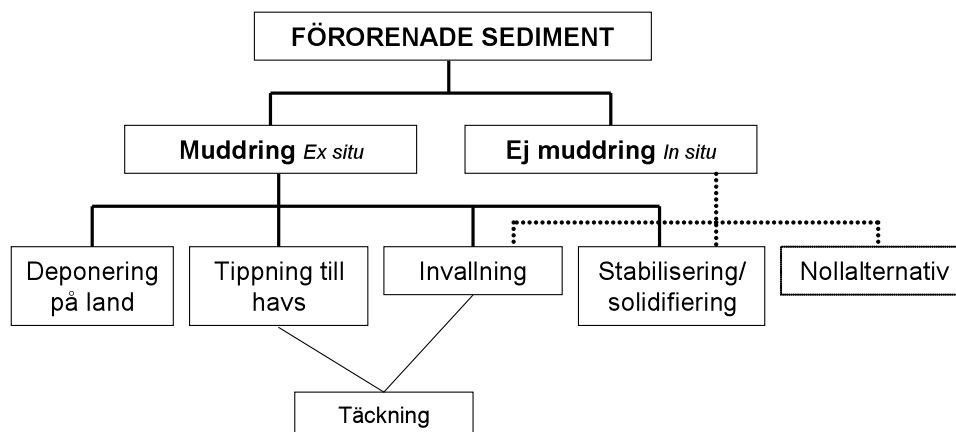 FÖRORENADE SEDIMENT
Muddring Ex situ
Ej muddring In situ
Deponering
på land
Tippning till
havs
Invallning
Stabilisering/
solidifiering
Nollalternativ
Täckning